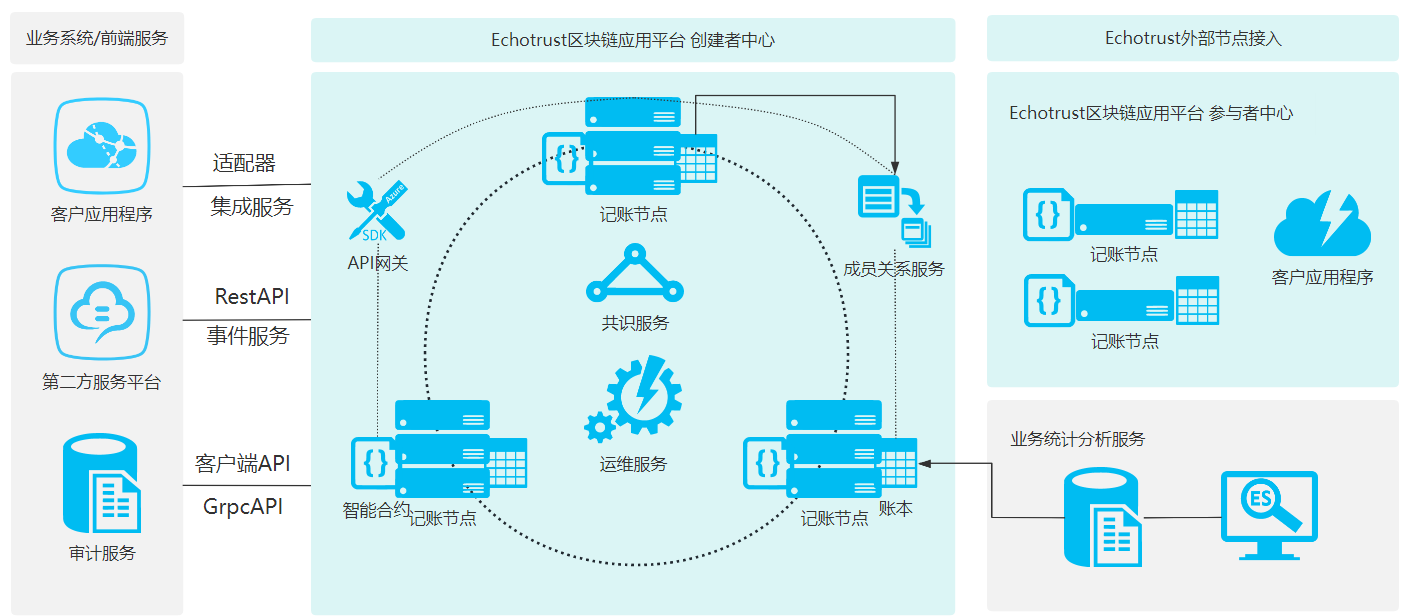 业务系统/前端服务
客户应用程序
第二方服务平台
审计服务
适配器
集成服务
RestAPI
事件服务
客户端API
GrpcAPI
Echotrust区块链应用平台 创建者中心
{}
记账节点
Azure
SDK
API网关
成员关系服务
共识服务
运维服务
{}
智能合约
记账节点
{}
记账节点
账本
Echotrust外部节点接入
Echotrust区块链应用平台 参与者中心
{}
记账节点
{}
记账节点
客户应用程序
业务统计分析服务
ES